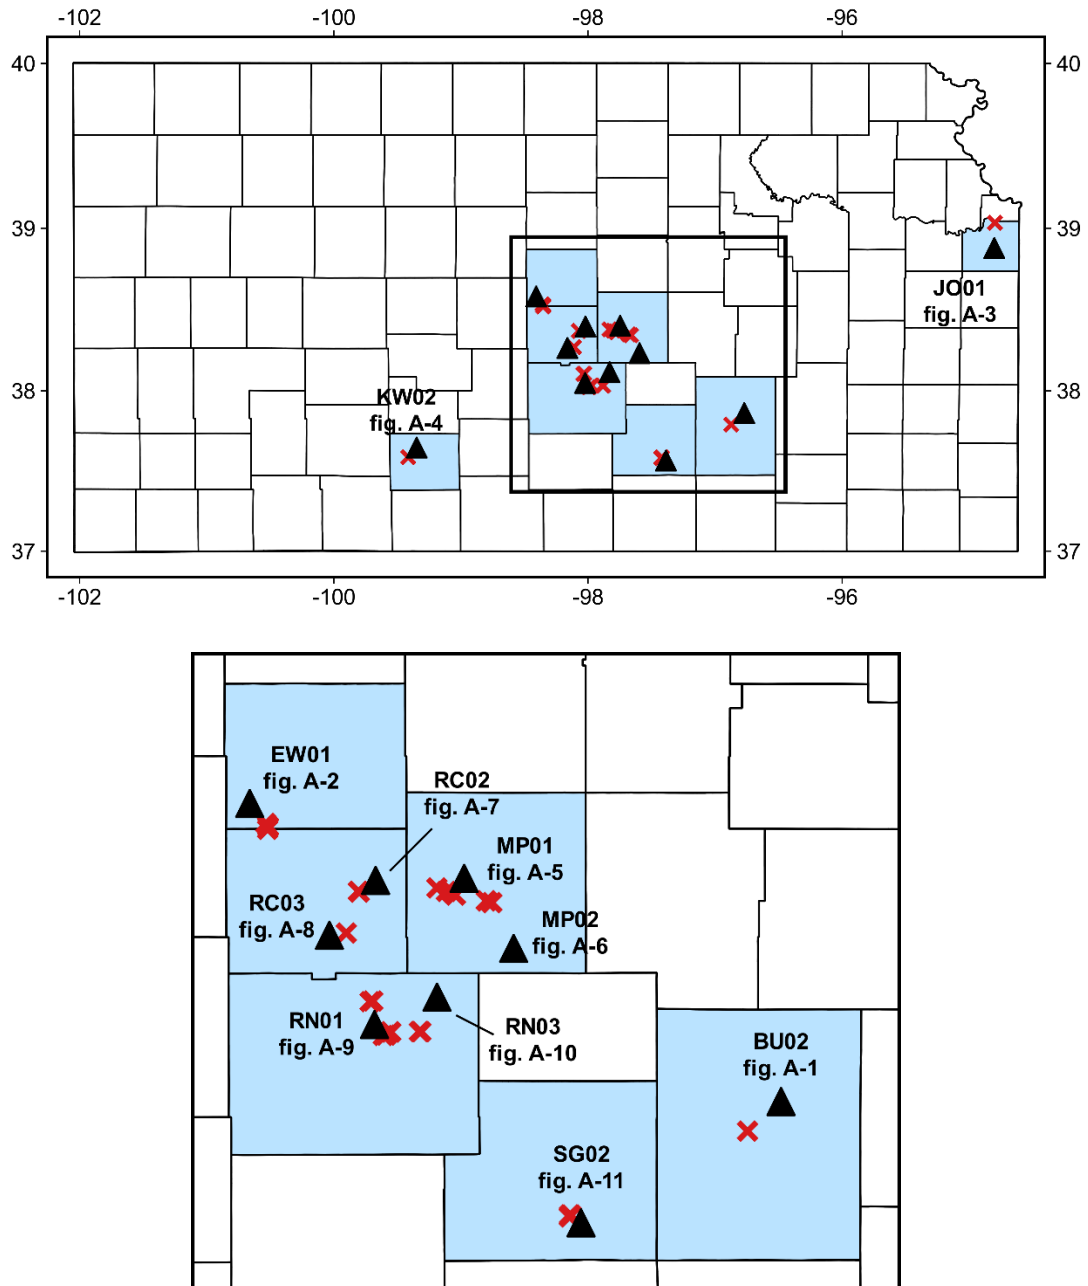 -102 -100 -98 -96
40 40
39 39
JO01
fig. A-3
38 38
KW02
fig. A-4
37 37
-102 -100 -98 -96
EW01
fig. A-2
RC02
fig. A-7
MP01
fig. A-5
RC03
fig. A-8
MP02
fig. A-6
RN01
fig. A-9
RN03
fig. A-10
BU02
fig. A-1
SG02
fig. A-11